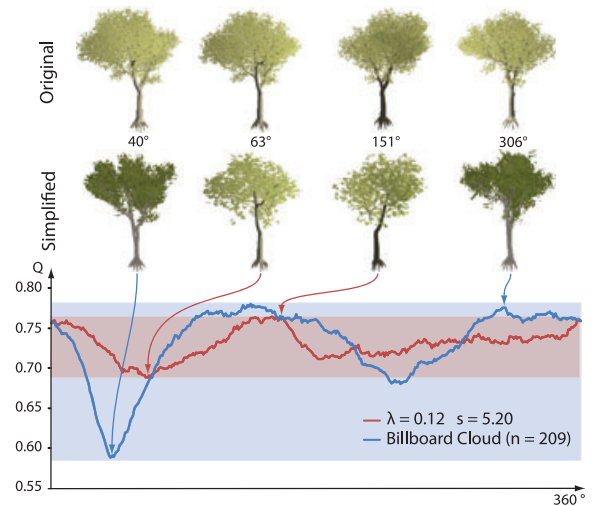 Original
40° 63° 151° 306°
Simplified
Q
0.80
0.75
0.70
0.65
0.60
0.55
λ = 0.12 s = 5.20
Billboard Cloud (n = 209)
360°